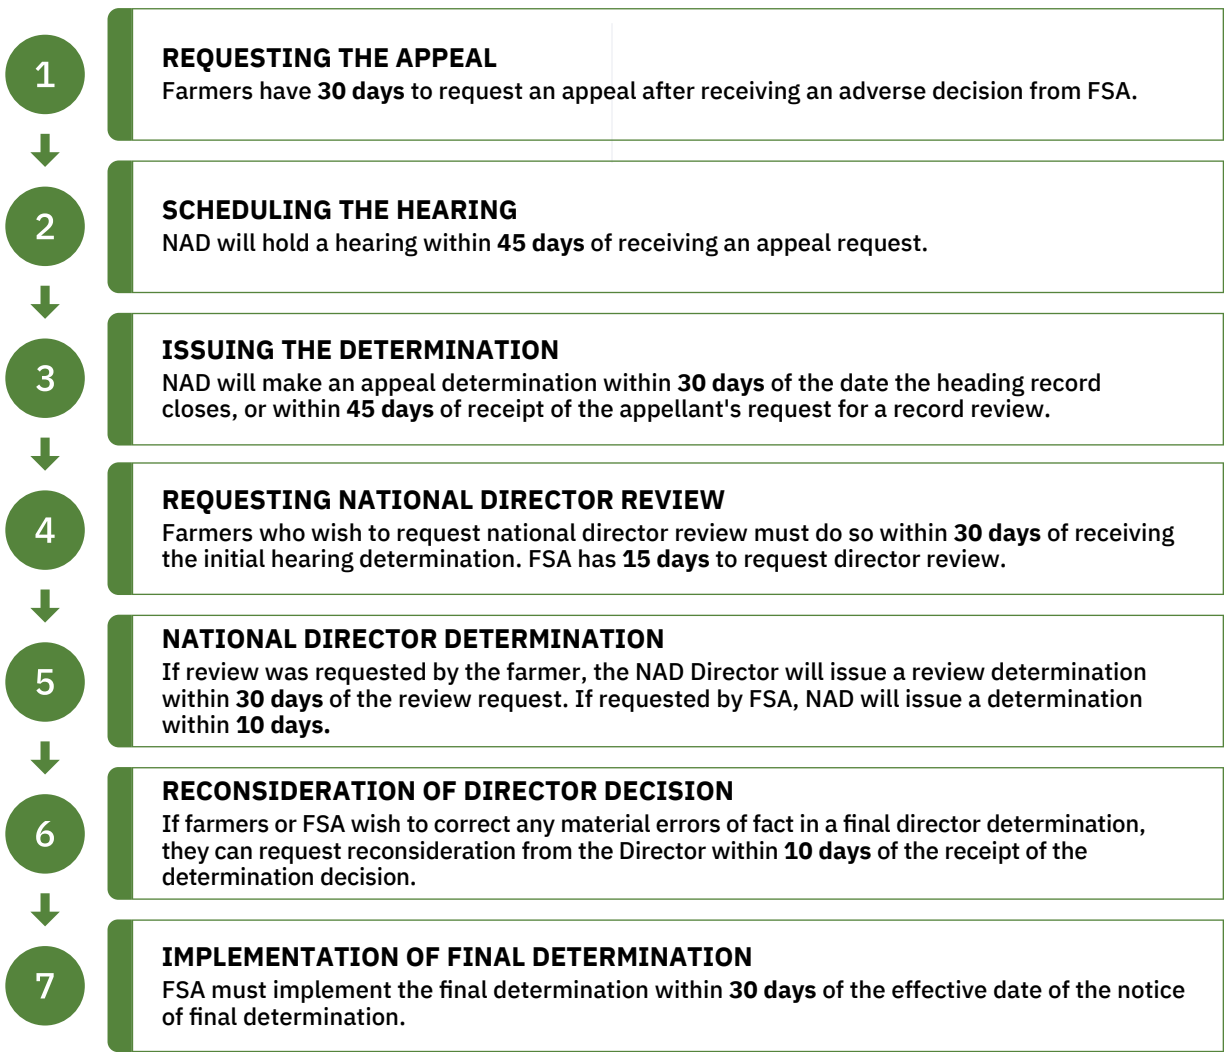 1
REQUESTING THE APPEAL
Farmers have 30 days to request an appeal after receiving an adverse decision from FSA.
2
SCHEDULING THE HEARING
NAD will hold a hearing within 45 days of receiving an appeal request.
3
ISSUING THE DETERMINATION
NAD will make an appeal determination within 30 days of the date the heading record
closes, or within 45 days of receipt of the appellant's request for a record review.
4
REQUESTING NATIONAL DIRECTOR REVIEW
Farmers who wish to request national director review must do so within 30 days of receiving
the initial hearing determination. FSA has 15 days to request director review.
5
NATIONAL DIRECTOR DETERMINATION
If review was requested by the farmer, the NAD Director will issue a review determination
within 30 days of the review request. If requested by FSA, NAD will issue a determination
within 10 days.
6
RECONSIDERATION OF DIRECTOR DECISION
If farmers or FSA wish to correct any material errors of fact in a final director determination,
they can request reconsideration from the Director within 10 days of the receipt of the
determination decision.
7
IMPLEMENTATION OF FINAL DETERMINATION
FSA must implement the final determination within 30 days of the effective date of the notice
of final determination.